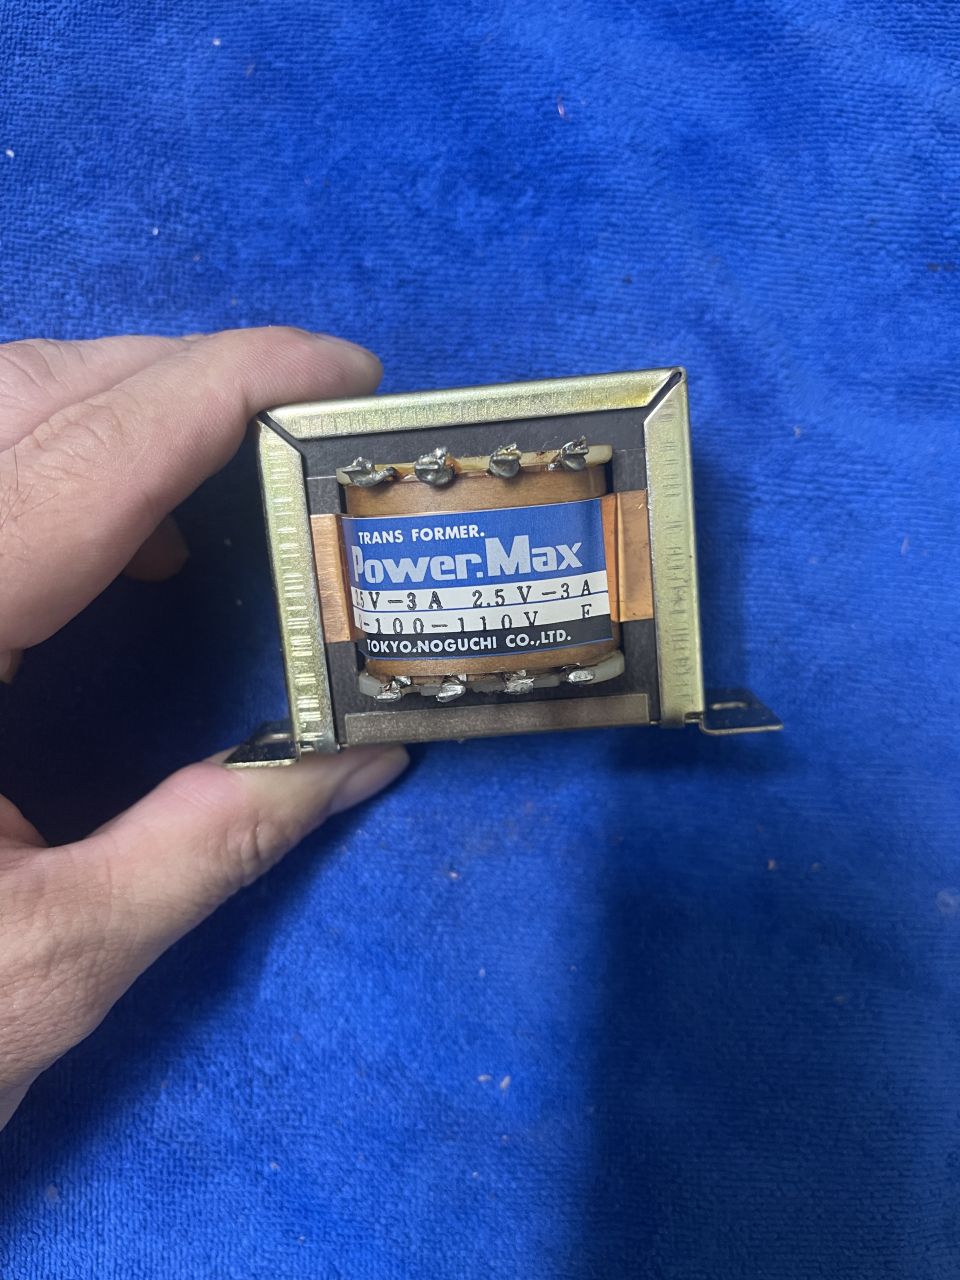 TRANS FORMER.
Power.Max
.5V-3A 2.5V-3A
-100-110V E
TOKYO.NOGUCHI CO.,LTD.